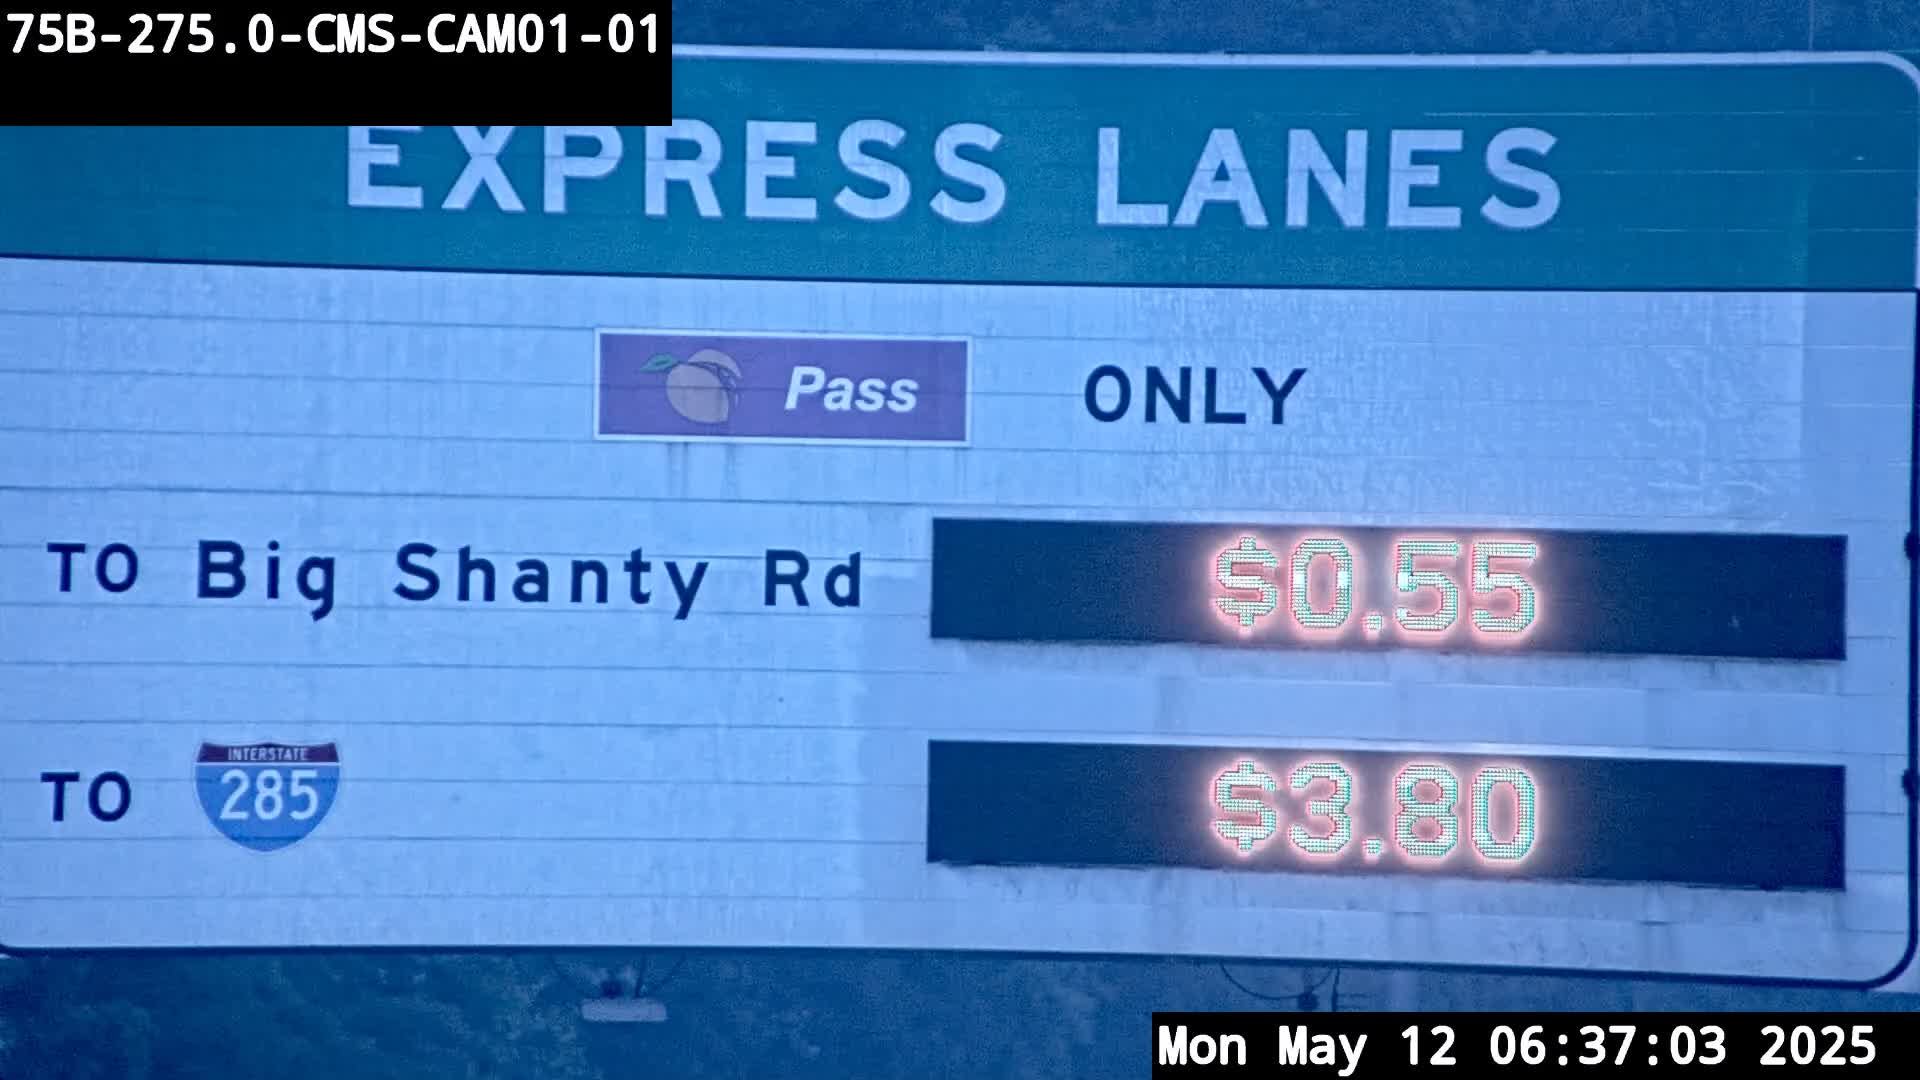 75B-275.0-CMS-CAM01-01
EXPRESS LANES
Pass ONLY
TO Big Shanty Rd $0.55
INTERSTATE
TO 285 $3.80
Mon May 12 06:37:03 2025